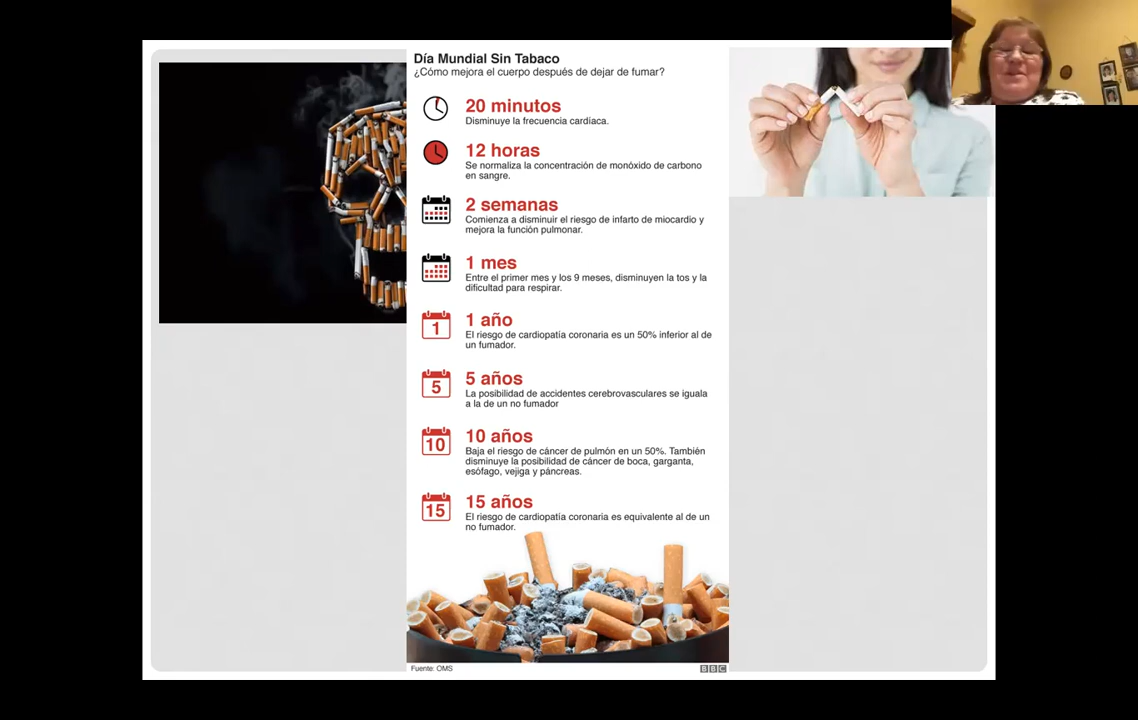 Día Mundial Sin Tabaco
¿Cómo mejora el cuerpo después de dejar de fumar?
20 minutos
Disminuye la frecuencia cardíaca.
12 horas
Se normaliza la concentración de monóxido de carbono
en sangre.
2 semanas
Comienza a disminuir el riesgo de infarto de miocardio y
mejora la función pulmonar.
1 mes
Entre el primer mes y los 9 meses, disminuyen la tos y la
dificultad para respirar.
1
1 año
El riesgo de cardiopatía coronaria es un 50% inferior al de
un fumador.
5
5 años
La posibilidad de accidentes cerebrovasculares se iguala
a la de un no fumador
10
10 años
Baja el riesgo de cáncer de pulmón en un 50%. También
disminuye la posibilidad de cáncer de boca, garganta,
esófago, vejiga y páncreas.
15
15 años
El riesgo de cardiopatía coronaria es equivalente al de un
no fumador.
Fuente: OMS
BBC